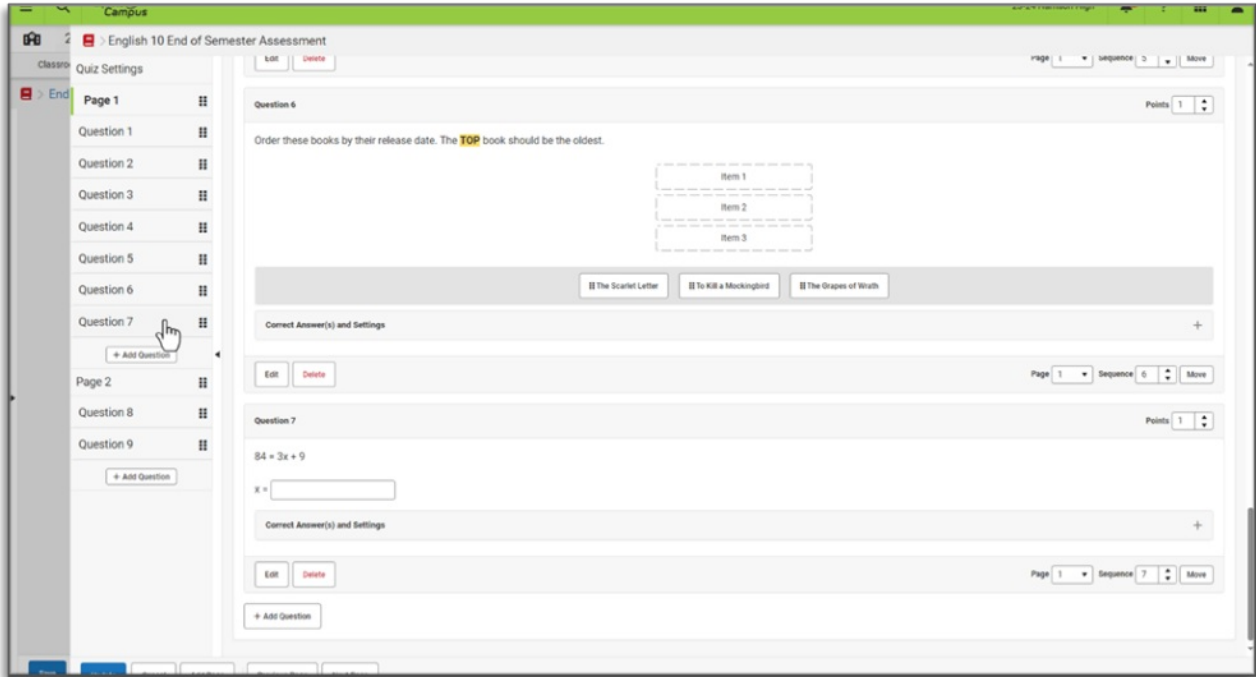 Campus
English 10 End of Semester Assessment
Classro
End
Quiz Settings
Page 1
Question 1
Question 2
Question 3
Question 4
Question 5
Question 6
Question 7
+ Add Question
Page 2
Question 8
Question 9
+ Add Question
Edit Delete Page 1 Sequence 5 Move
Question 6 Points 1
Order these books by their release date. The TOP book should be the oldest.
Item 1
Item 2
Item 3
The Scarlet Letter To Kill a Mockingbird The Grapes of Wrath
Correct Answer(s) and Settings +
Edit Delete Page 1 Sequence 6 Move
Question 7 Points 1
84 = 3x + 9
x =
Correct Answer(s) and Settings +
Edit Delete Page 1 Sequence 7 Move
+ Add Question